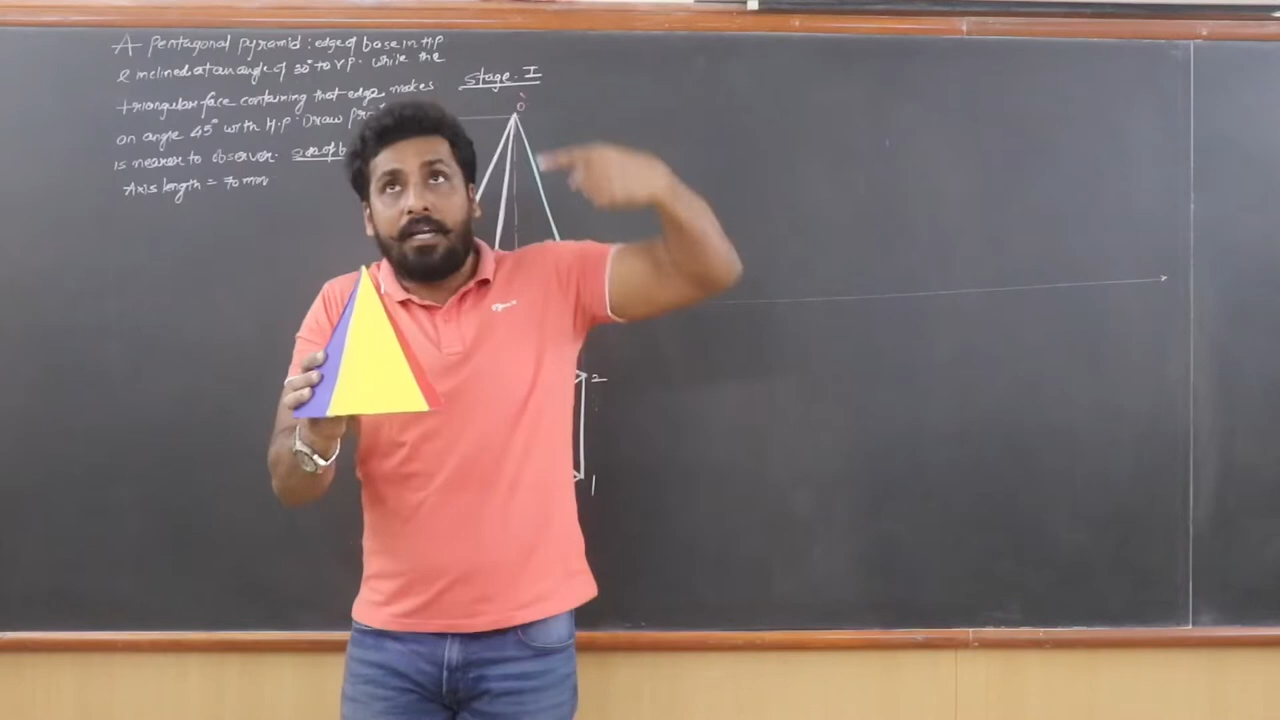 A pentagonal pyramid: edge of base in HP
& inclined at an angle of 30° to VP. while the
triangular face containing that edge makes
an angle 45° with H.P. Draw
is nearer to observer.
Axis length = 70 mm
Stage-I
o'
2
1